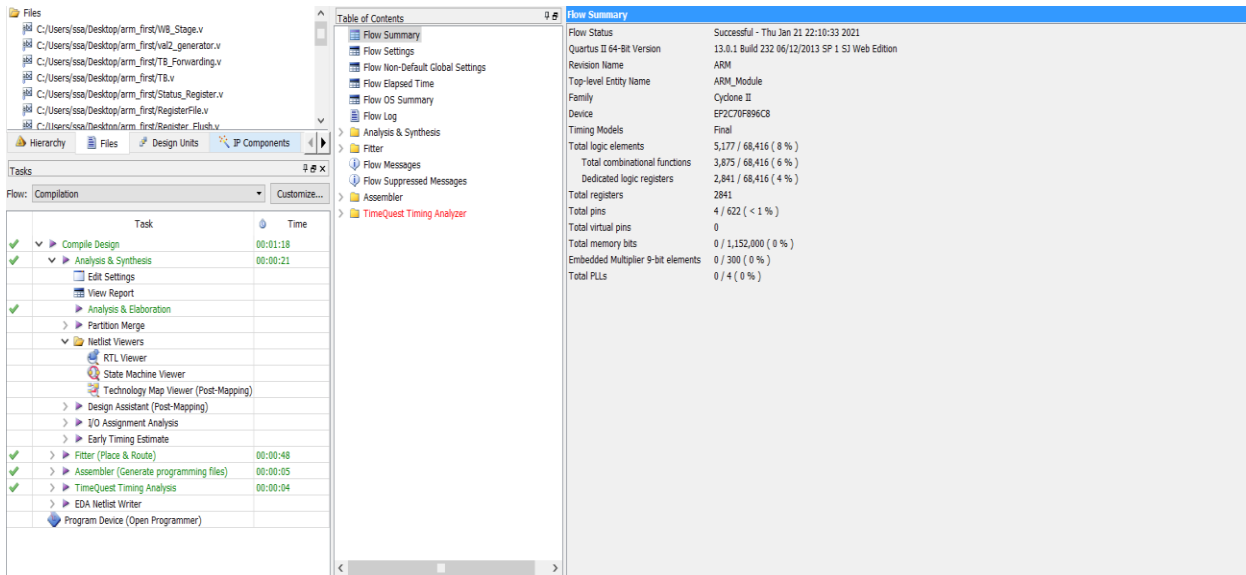 Files
C:/Users/ssa/Desktop/arm_first/WB_Stage.v
C:/Users/ssa/Desktop/arm_first/val2_generator.v
C:/Users/ssa/Desktop/arm_first/TB_Forwarding.v
C:/Users/ssa/Desktop/arm_first/TB.v
C:/Users/ssa/Desktop/arm_first/Status_Register.v
C:/Users/ssa/Desktop/arm_first/RegisterFile.v
C:/Users/ssa/Desktop/arm_first/Register_Flush.v
Hierarchy Files Design Units IP Components
Tasks
Flow: Compilation Customize...
Task Time
Compile Design 00:01:18
Analysis & Synthesis 00:00:21
Edit Settings
View Report
Analysis & Elaboration
Partition Merge
Netlist Viewers
RTL Viewer
State Machine Viewer
Technology Map Viewer (Post-Mapping)
Design Assistant (Post-Mapping)
I/O Assignment Analysis
Early Timing Estimate
Fitter (Place & Route) 00:00:48
Assembler (Generate programming files) 00:00:05
TimeQuest Timing Analysis 00:00:04
EDA Netlist Writer
Program Device (Open Programmer)
Table of Contents
Flow Summary
Flow Settings
Flow Non-Default Global Settings
Flow Elapsed Time
Flow OS Summary
Flow Log
Analysis & Synthesis
Fitter
Flow Messages
Flow Suppressed Messages
Assembler
TimeQuest Timing Analyzer
Flow Summary
Flow Status Successful - Thu Jan 21 22:10:33 2021
Quartus II 64-Bit Version 13.0.1 Build 232 06/12/2013 SP 1 SJ Web Edition
Revision Name ARM
Top-level Entity Name ARM_Module
Family Cyclone II
Device EP2C70F896C8
Timing Models Final
Total logic elements 5,177 / 68,416 ( 8 % )
Total combinational functions 3,875 / 68,416 ( 6 % )
Dedicated logic registers 2,841 / 68,416 ( 4 % )
Total registers 2841
Total pins 4 / 622 ( < 1 % )
Total virtual pins 0
Total memory bits 0 / 1,152,000 ( 0 % )
Embedded Multiplier 9-bit elements 0 / 300 ( 0 % )
Total PLLs 0 / 4 ( 0 % )